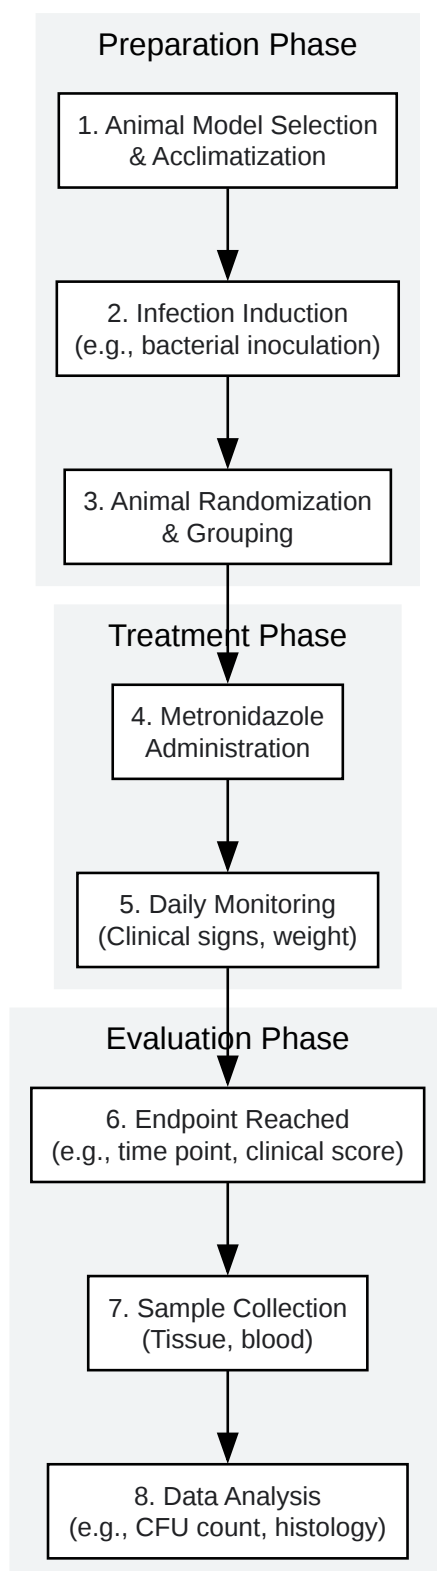 Preparation Phase
1. Animal Model Selection
& Acclimatization
2. Infection Induction
(e.g., bacterial inoculation)
3. Animal Randomization
& Grouping
Treatment Phase
4. Metronidazole
Administration
5. Daily Monitoring
(Clinical signs, weight)
Evaluation Phase
6. Endpoint Reached
(e.g., time point, clinical score)
7. Sample Collection
(Tissue, blood)
8. Data Analysis
(e.g., CFU count, histology)